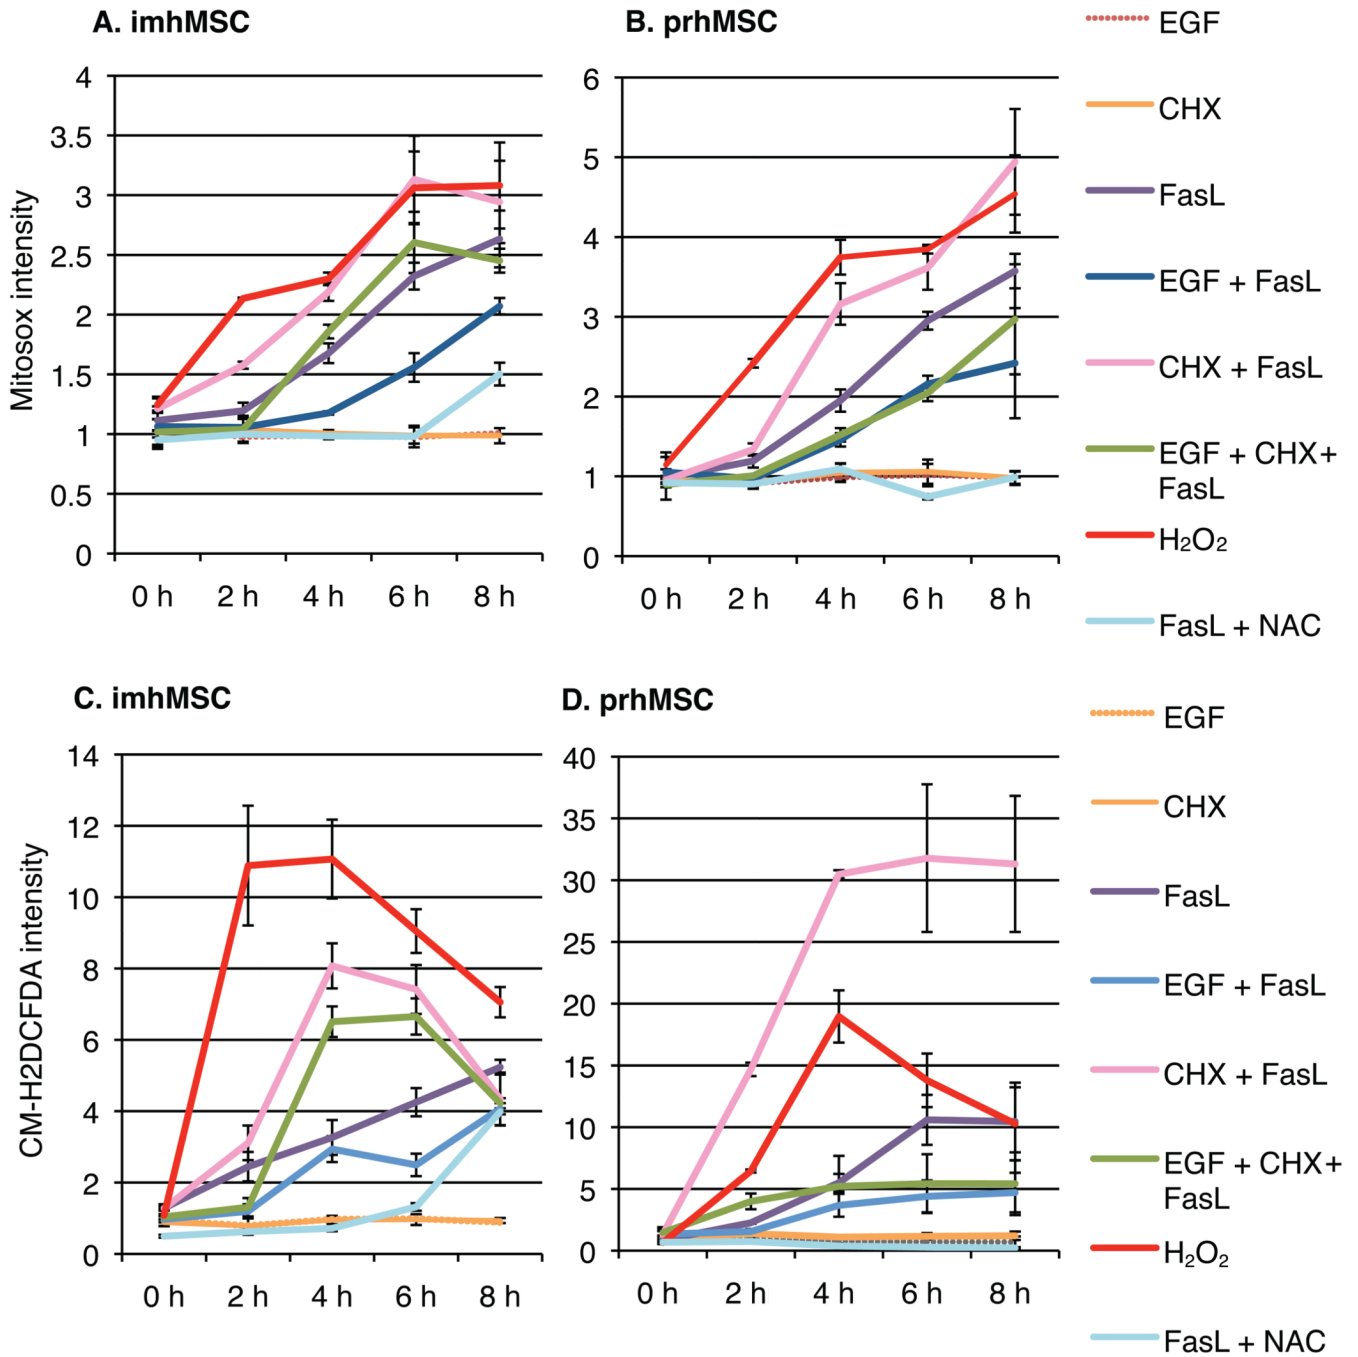 A. imhMSC
Mitosox intensity
4
3.5
3
2.5
2
1.5
1
0.5
0
0 h 2 h 4 h 6 h 8 h
B. prhMSC
6
5
4
3
2
1
0
0 h 2 h 4 h 6 h 8 h
EGF
CHX
FasL
EGF + FasL
CHX + FasL
EGF + CHX+
FasL
H₂O₂
FasL + NAC
C. imhMSC
CM-H2DCFDA intensity
14
12
10
8
6
4
2
0
0 h 2 h 4 h 6 h 8 h
D. prhMSC
40
35
30
25
20
15
10
5
0
0 h 2 h 4 h 6 h 8 h
EGF
CHX
FasL
EGF + FasL
CHX + FasL
EGF + CHX+
FasL
H₂O₂
FasL + NAC